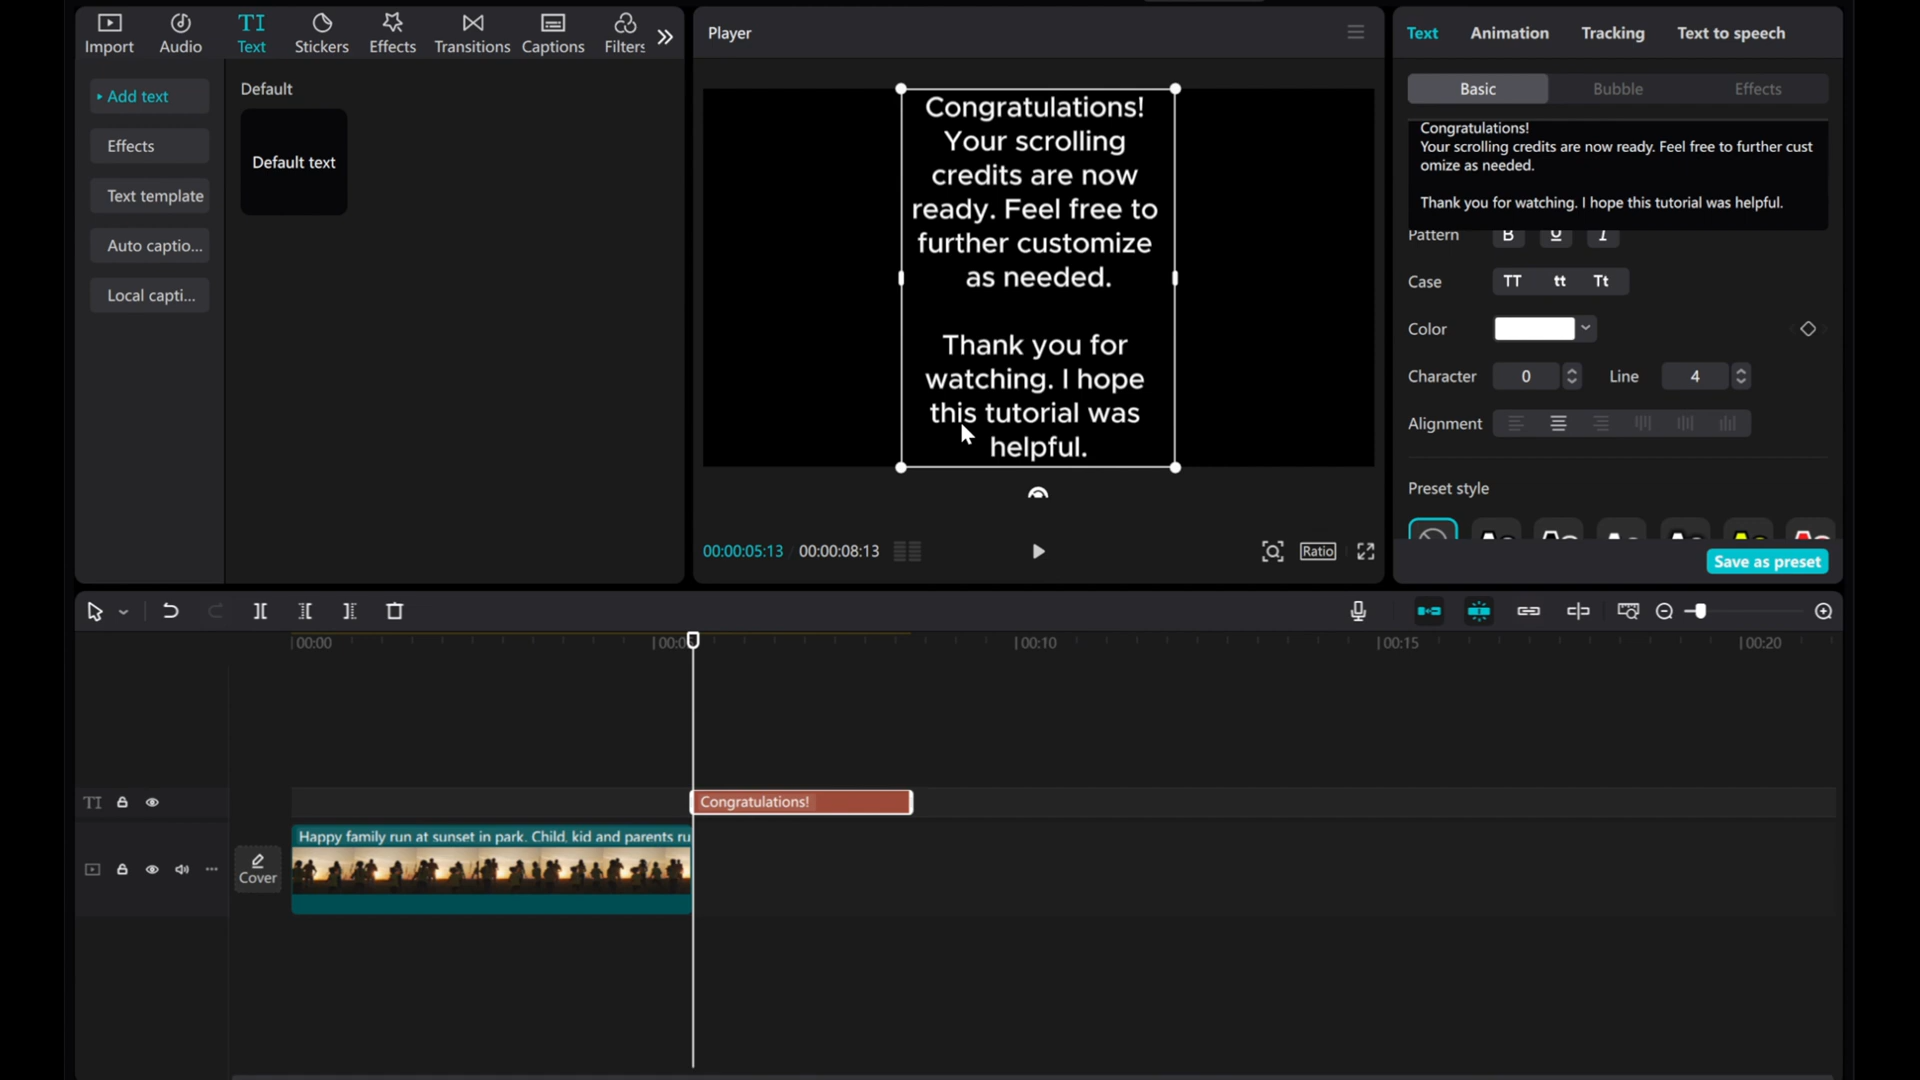 Import
Audio
TI
Text
Stickers
Effects
Transitions
Captions
Filters
Player
Text
Animation
Tracking
Text to speech
Add text
Effects
Text template
Auto captio...
Local capti...
Default
Default text
Congratulations!
Your scrolling
credits are now
ready. Feel free to
further customize
as needed.
Thank you for
watching. I hope
this tutorial was
helpful.
00:00:05:13 / 00:00:08:13
Ratio
Basic
Bubble
Effects
Congratulations!
Your scrolling credits are now ready. Feel free to further cust
omize as needed.
Thank you for watching. I hope this tutorial was helpful.
Pattern
B U I
Case
TT tt Tt
Color
Character 0 Line 4
Alignment
Preset style
Save as preset
00:00
00:10
00:15
00:20
TI
Congratulations!
Cover
Happy family run at sunset in park. Child, kid and parents ru